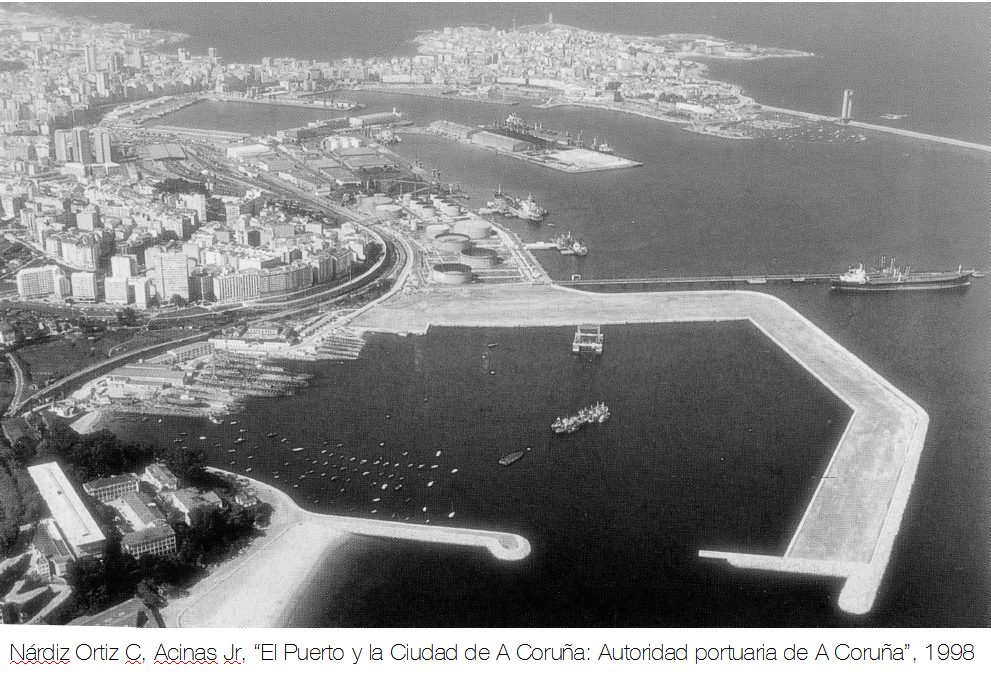 Nárdiz Ortiz C, Acinas Jr, “El Puerto y la Ciudad de A Coruña: Autoridad portuaria de A Coruña”, 1998